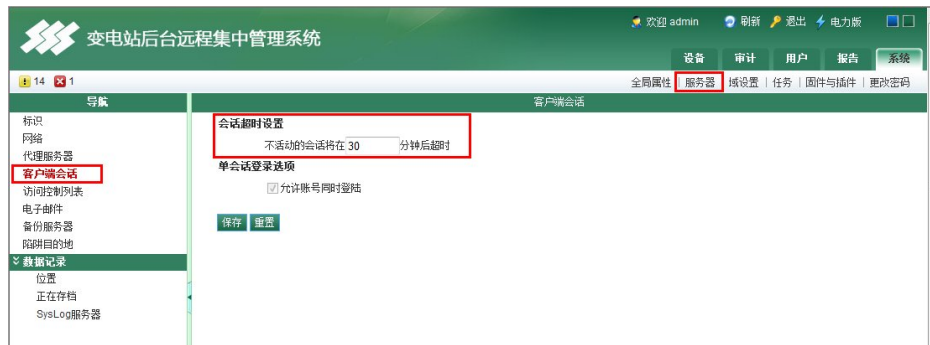 变电站后台远程集中管理系统
欢迎 admin 刷新 退出 电力版
设备 审计 用户 报告 系统
14 1
全局属性 | 服务器 | 域设置 | 任务 | 固件与插件 | 更改密码
导航
客户端会话
标识
网络
代理服务器
客户端会话
访问控制列表
电子邮件
备份服务器
陷阱目的地
数据记录
位置
正在存档
SysLog服务器
会话超时设置
不活动的会话将在 30 分钟后超时
单会话登录选项
允许账号同时登陆
保存 重置